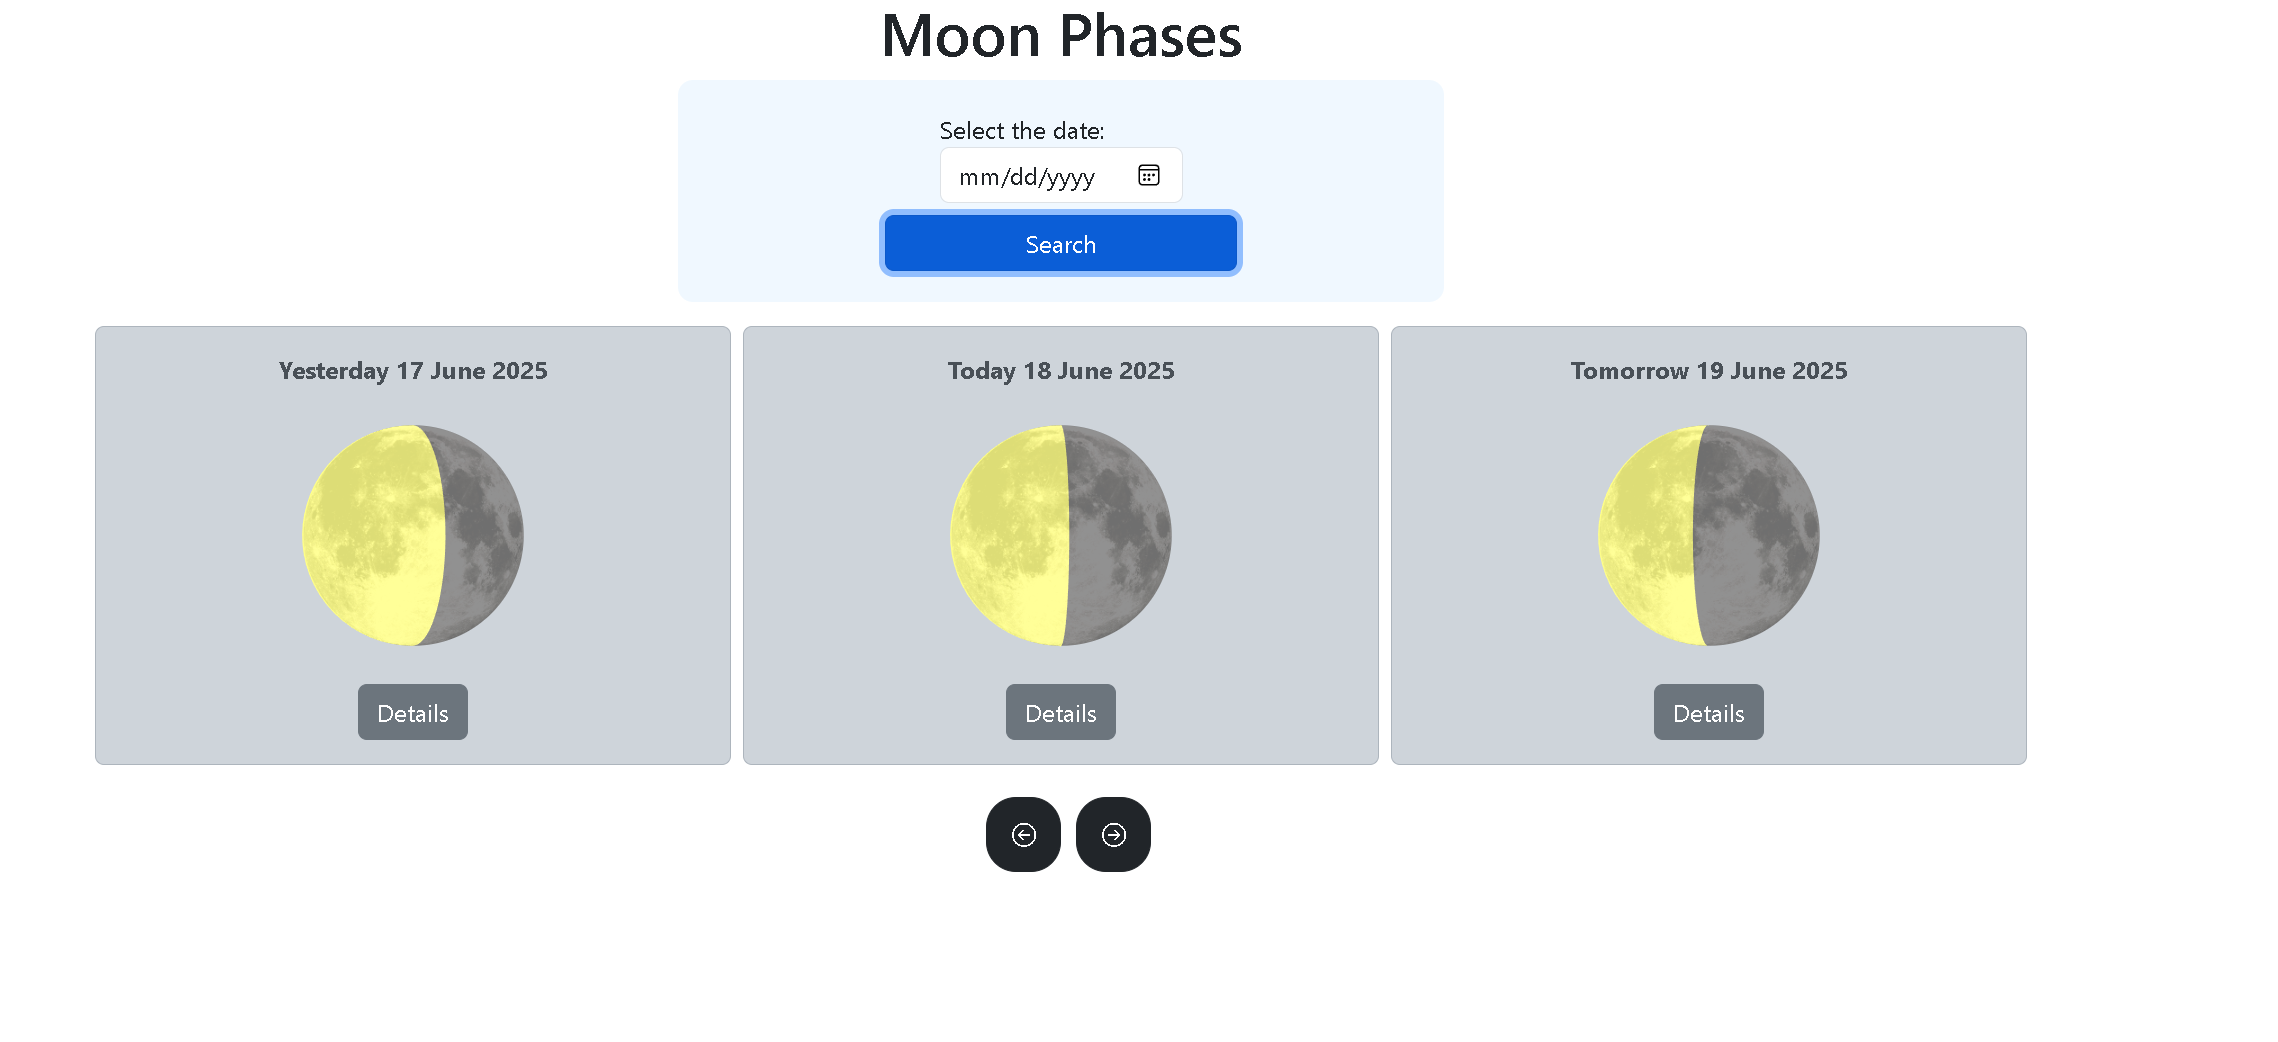 Moon Phases
Select the date:
mm/dd/yyyy
Search
Yesterday 17 June 2025
Today 18 June 2025
Tomorrow 19 June 2025
Details
Details
Details